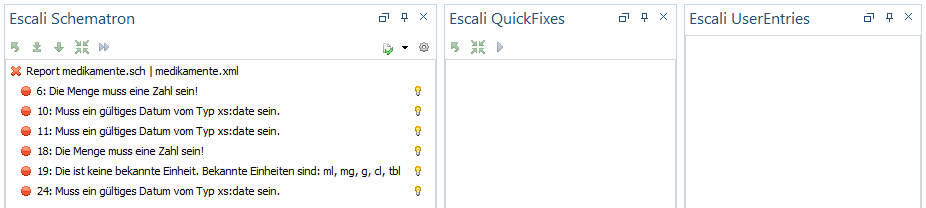 Escali Schematron
Escali QuickFixes
Escali UserEntries
Report medikamente.sch | medikamente.xml
6: Die Menge muss eine Zahl sein!
10: Muss ein gültiges Datum vom Typ xs:date sein.
11: Muss ein gültiges Datum vom Typ xs:date sein.
18: Die Menge muss eine Zahl sein!
19: Die ist keine bekannte Einheit. Bekannte Einheiten sind: ml, mg, g, cl, tbl
24: Muss ein gültiges Datum vom Typ xs:date sein.